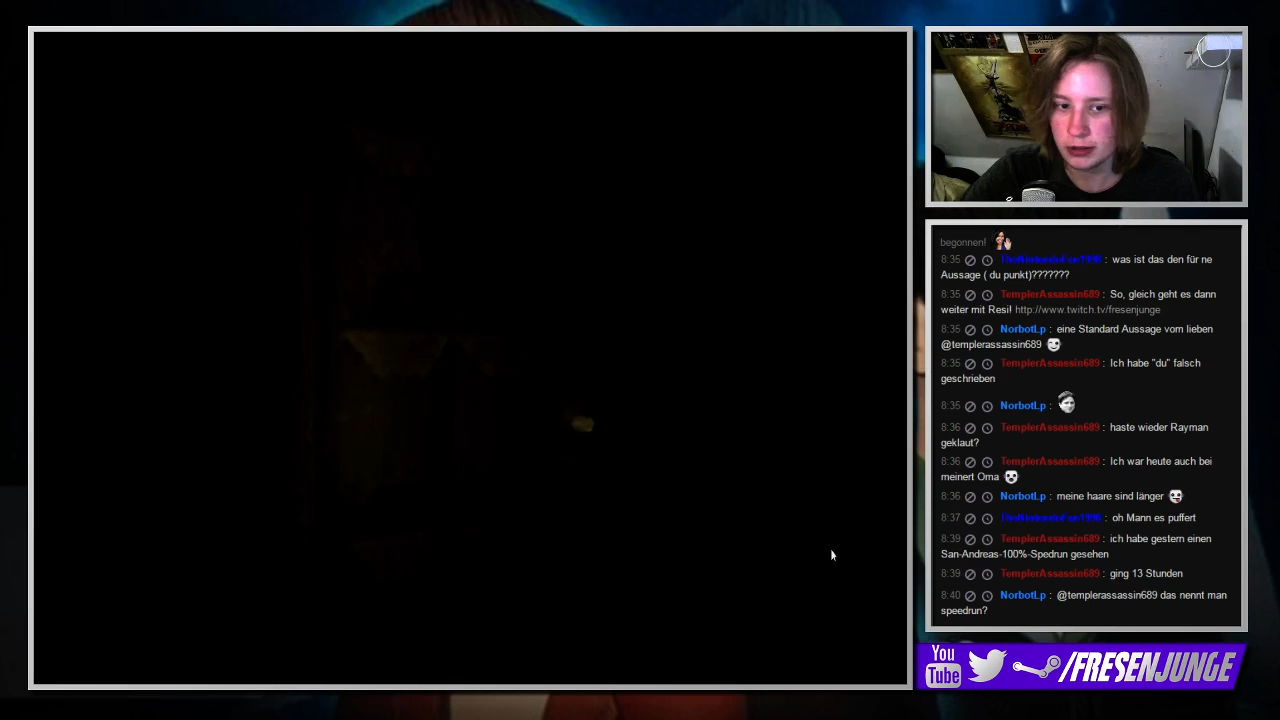 begonnen!
8:35 TheNintendoFan1998 : was ist das den für ne
Aussage ( du punkt)???????
8:35 TemplerAssassin689 : So, gleich geht es dann
weiter mit Resi! http://www.twitch.tv/fresenjunge
8:35 NorbotLp : eine Standard Aussage vom lieben
@templerassassin689
8:35 TemplerAssassin689 : Ich habe "du" falsch
geschrieben
8:35 NorbotLp :
8:36 TemplerAssassin689 : haste wieder Rayman
geklaut?
8:36 TemplerAssassin689 : Ich war heute auch bei
meinert Oma
8:36 NorbotLp : meine haare sind länger
8:37 TheNintendoFan1998 : oh Mann es puffert
8:39 TemplerAssassin689 : ich habe gestern einen
San-Andreas-100%-Spedrun gesehen
8:39 TemplerAssassin689 : ging 13 Stunden
8:40 NorbotLp : @templerassassin689 das nennt man
speedrun?
You Tube /FRESENJUNGE